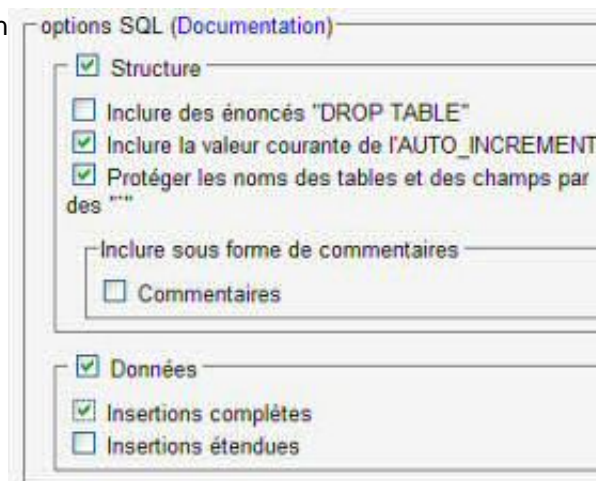 n
options SQL (Documentation)
Structure
Inclure des énoncés "DROP TABLE"
Inclure la valeur courante de l'AUTO_INCREMENT
Protéger les noms des tables et des champs par
des "`"
Inclure sous forme de commentaires
Commentaires
Données
Insertions complètes
Insertions étendues